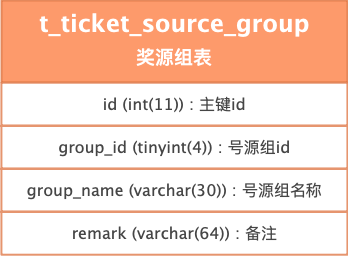 t_ticket_source_group
奖源组表
id (int(11)) : 主键id
group_id (tinyint(4)) : 号源组id
group_name (varchar(30)) : 号源组名称
remark (varchar(64)) : 备注